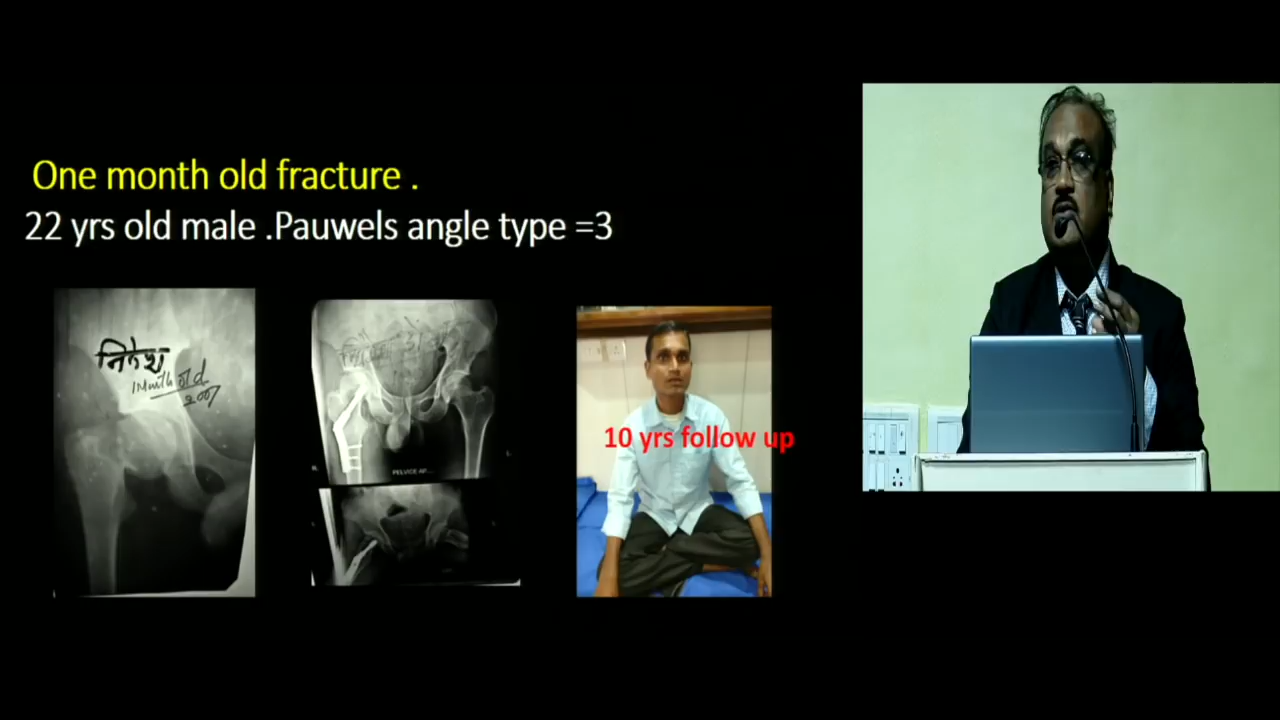 One month old fracture .
22 yrs old male .Pauwels angle type =3
निलेश
1 Month old
2007
PELVICE AP
10 yrs follow up